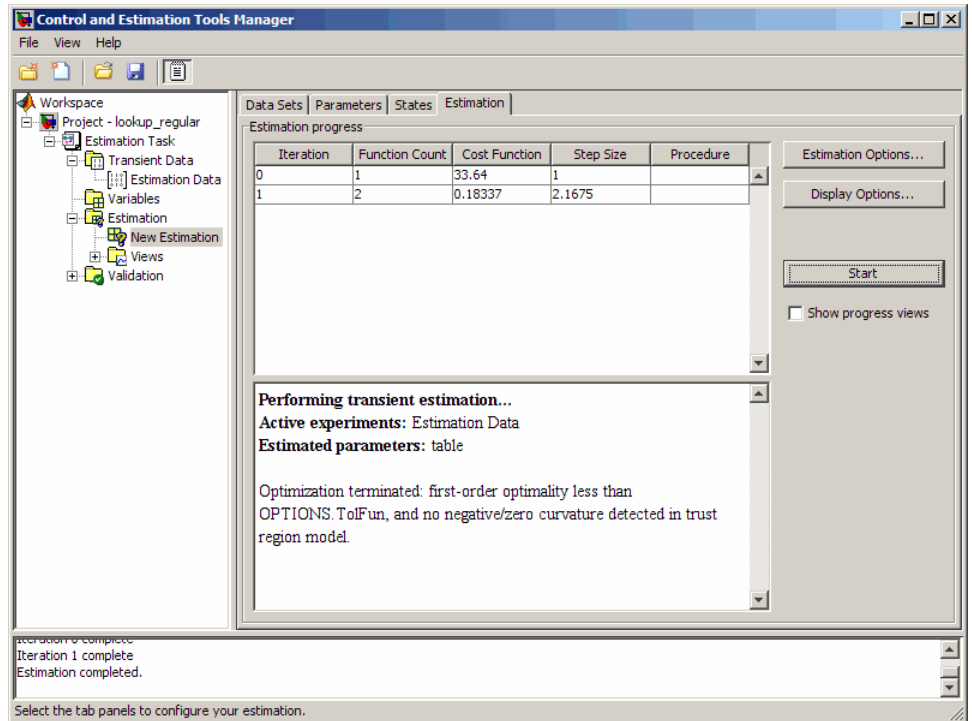 Control and Estimation Tools Manager
File View Help
Workspace
Project - lookup_regular
Estimation Task
Transient Data
Estimation Data
Variables
Estimation
New Estimation
Views
Validation
Data Sets Parameters States Estimation
Estimation progress
Iteration Function Count Cost Function Step Size Procedure
0 1 33.64 1
1 2 0.18337 2.1675
Estimation Options...
Display Options...
Start
Show progress views
Performing transient estimation...
Active experiments: Estimation Data
Estimated parameters: table
Optimization terminated: first-order optimality less than
OPTIONS.TolFun, and no negative/zero curvature detected in trust
region model.
Iteration 0 complete
Iteration 1 complete
Estimation completed.
Select the tab panels to configure your estimation.